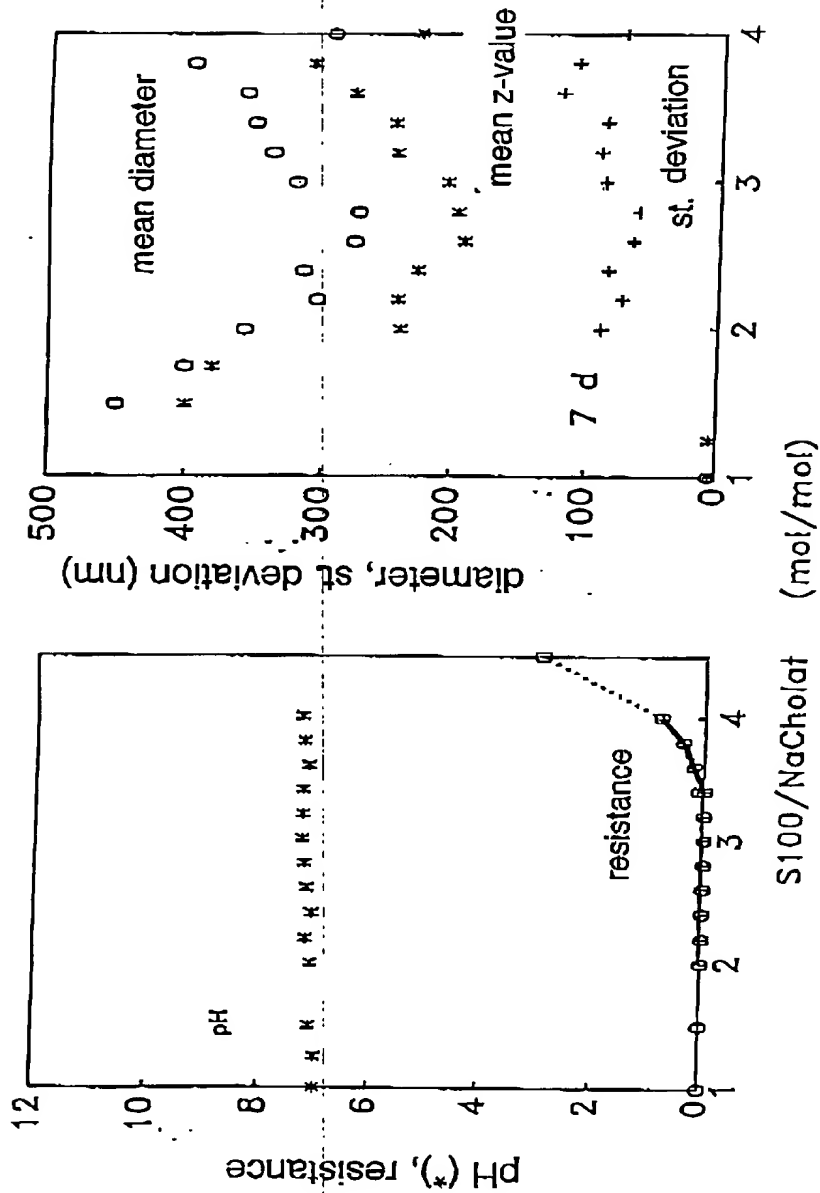 pH (*), resistance
12
10
8
6
4
2
0
pH
resistance
1
2
3
4
S100/NaCholat (mol/mol)
diameter, st. deviation (nm)
500
400
300
200
100
0
mean diameter
mean z-value
st. deviation
7 d
1
2
3
4